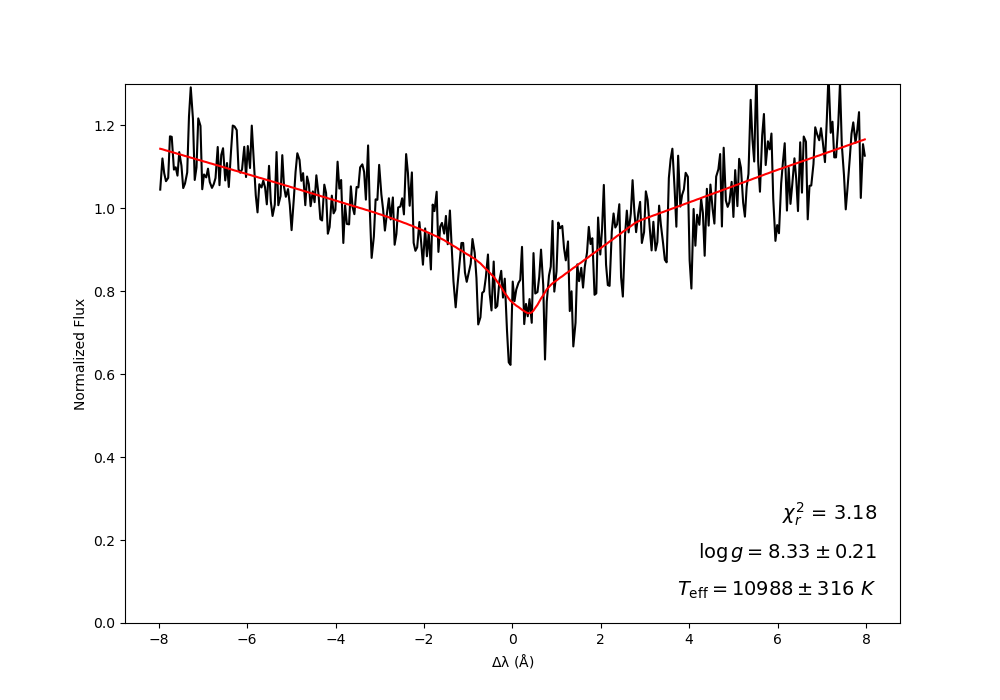 1.2
1.0
0.8
0.6
0.4
0.2
0.0
Normalized Flux
χ²ᵣ = 3.18
log g = 8.33 ± 0.21
T_eff = 10988 ± 316 K
−8 −6 −4 −2 0 2 4 6 8
Δλ (Å)